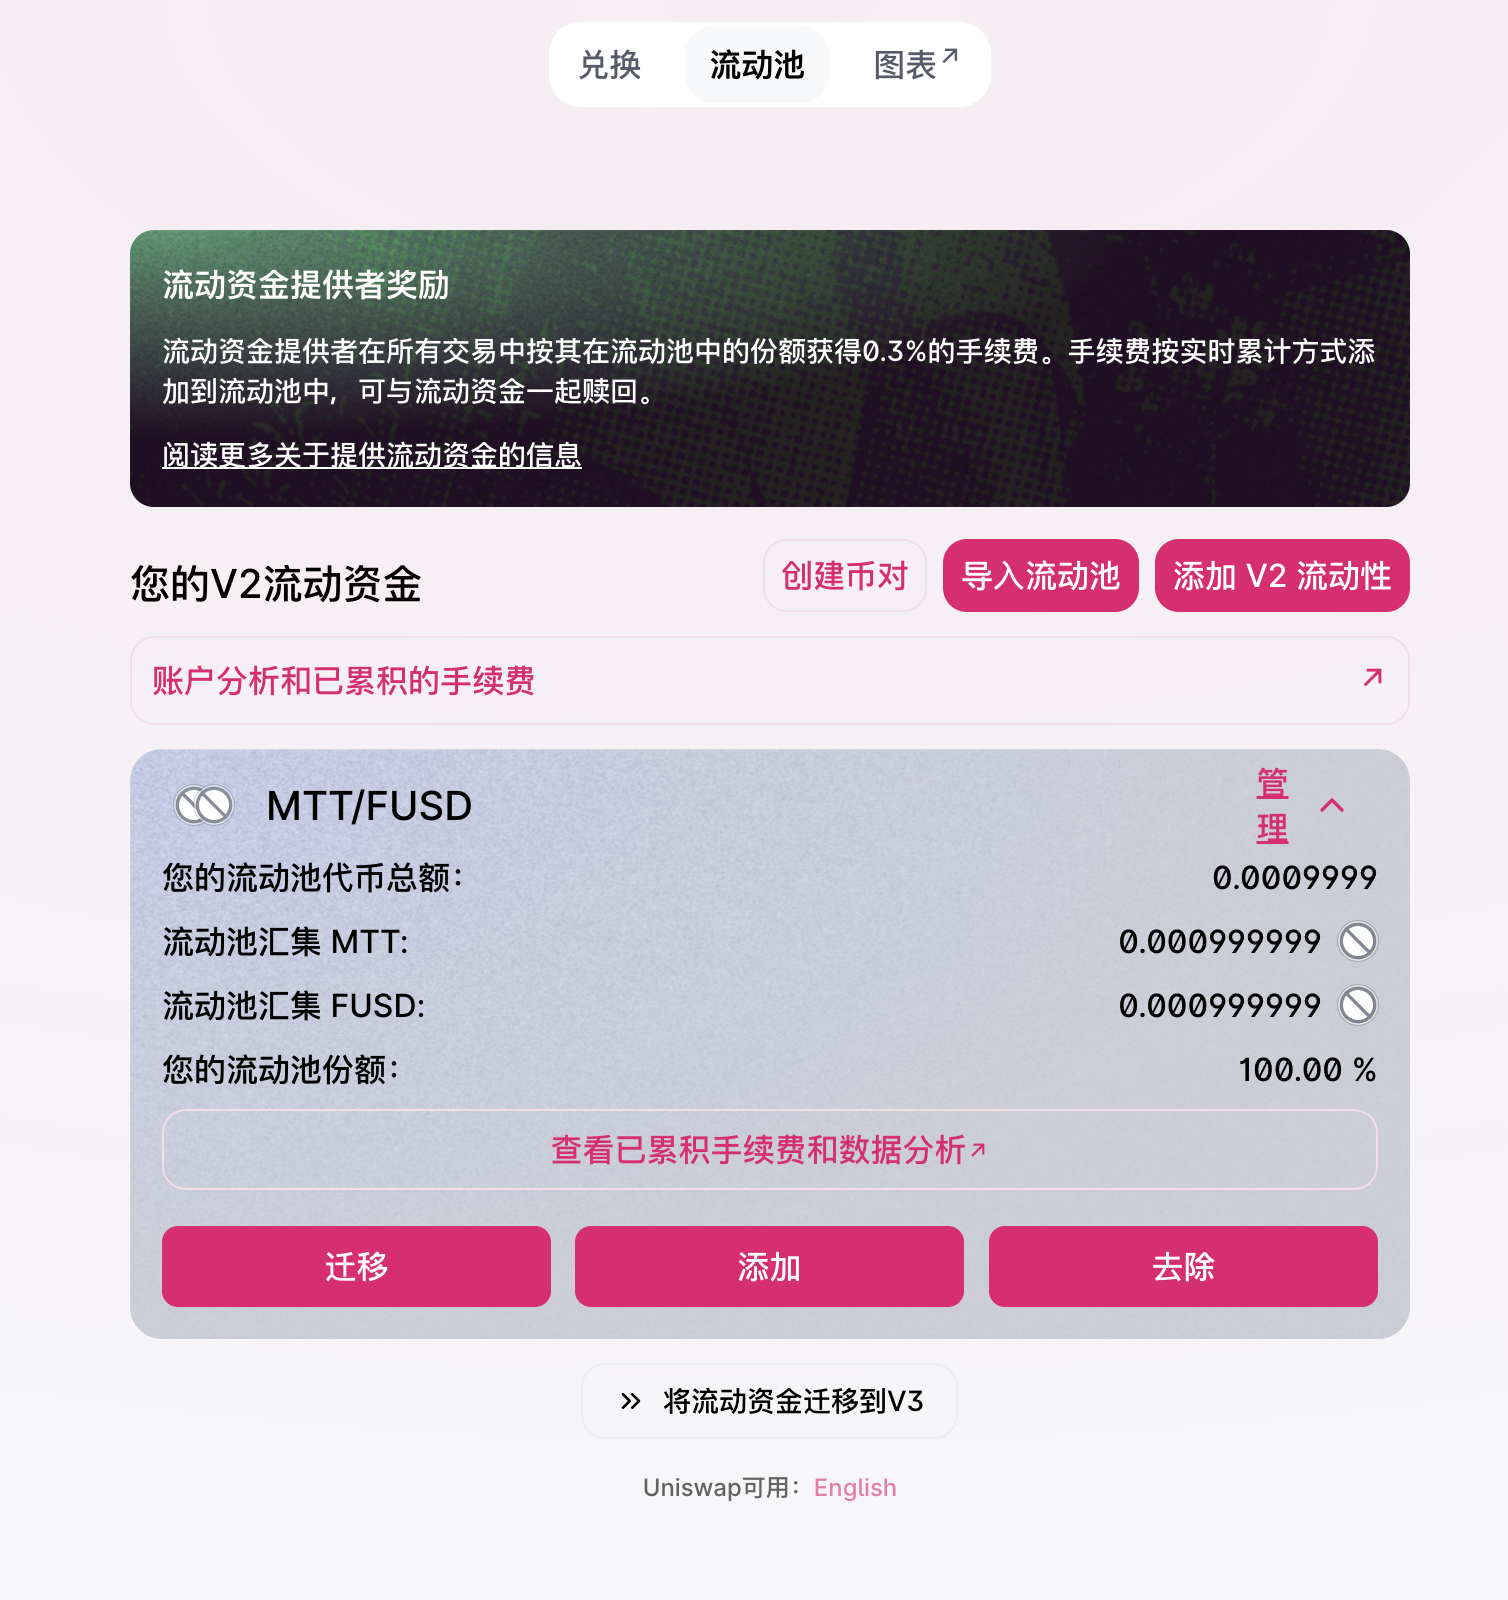 兑换
流动池
图表↗
流动资金提供者奖励
流动资金提供者在所有交易中按其在流动池中的份额获得0.3%的手续费。手续费按实时累计方式添
加到流动池中，可与流动资金一起赎回。
阅读更多关于提供流动资金的信息
您的V2流动资金
创建币对
导入流动池
添加 V2 流动性
账户分析和已累积的手续费
↗
MTT/FUSD
管
理
您的流动池代币总额：
0.0009999
流动池汇集 MTT:
0.000999999
流动池汇集 FUSD:
0.000999999
您的流动池份额：
100.00 %
查看已累积手续费和数据分析↗
迁移
添加
去除
将流动资金迁移到V3
Uniswap可用： English